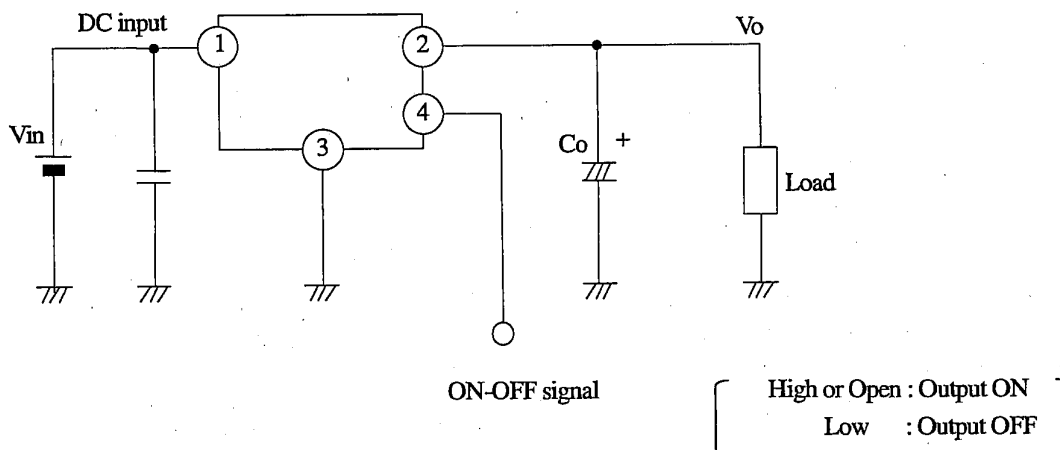 DC input
1
2
Vo
4
Vin
3
Co
+
Load
ON-OFF signal
High or Open : Output ON
Low : Output OFF